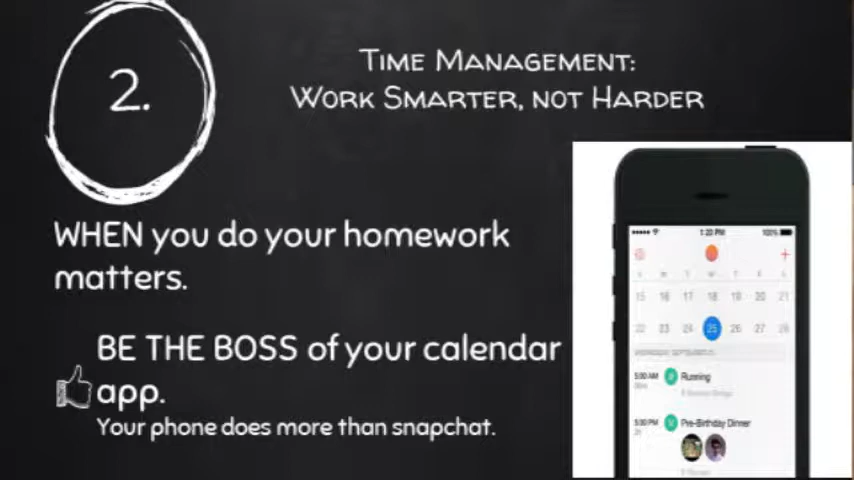 2.
TIME MANAGEMENT:
WORK SMARTER, NOT HARDER
WHEN you do your homework
matters.
BE THE BOSS of your calendar
app.
Your phone does more than snapchat.
1:20 PM 100%
15 16 17 18 19 20 21
22 23 24 25 26 27 28
5:00 AM Running
5:00 PM Pre-Birthday Dinner